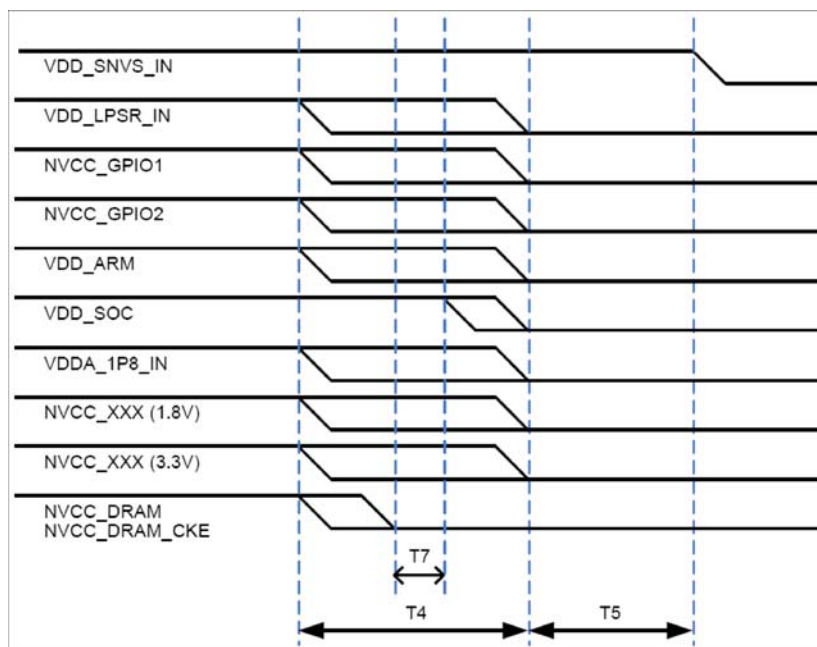 VDD_SNVS_IN
VDD_LPSR_IN
NVCC_GPIO1
NVCC_GPIO2
VDD_ARM
VDD_SOC
VDDA_1P8_IN
NVCC_XXX (1.8V)
NVCC_XXX (3.3V)
NVCC_DRAM
NVCC_DRAM_CKE
T7
T4
T5